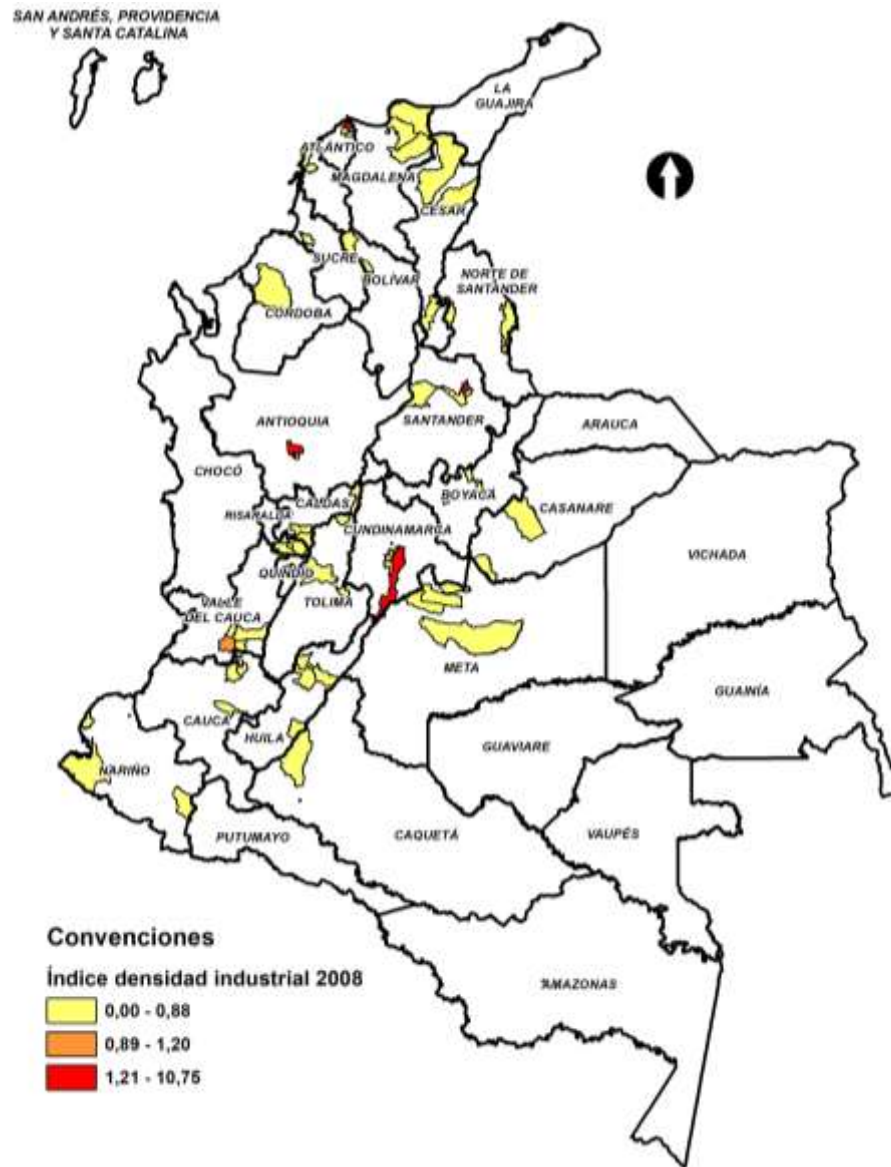 SAN ANDRÉS, PROVIDENCIA
Y SANTA CATALINA
LA
GUAJIRA
ATLÁNTICO
MAGDALENA
CESAR
SUCRE
BOLÍVAR
NORTE DE
SANTANDER
CORDOBA
ANTIOQUIA
SANTANDER
ARAUCA
CHOCÓ
BOYACÁ
CALDAS
CASANARE
RISARALDA
CUNDINAMARCA
VICHADA
QUINDIO
TOLIMA
VALLE
DEL CAUCA
META
GUAINÍA
CAUCA
HUILA
GUAVIARE
NARIÑO
CAQUETÁ
VAUPÉS
PUTUMAYO
AMAZONAS
Convenciones
Índice densidad industrial 2008
0,00 - 0,88
0,89 - 1,20
1,21 - 10,75